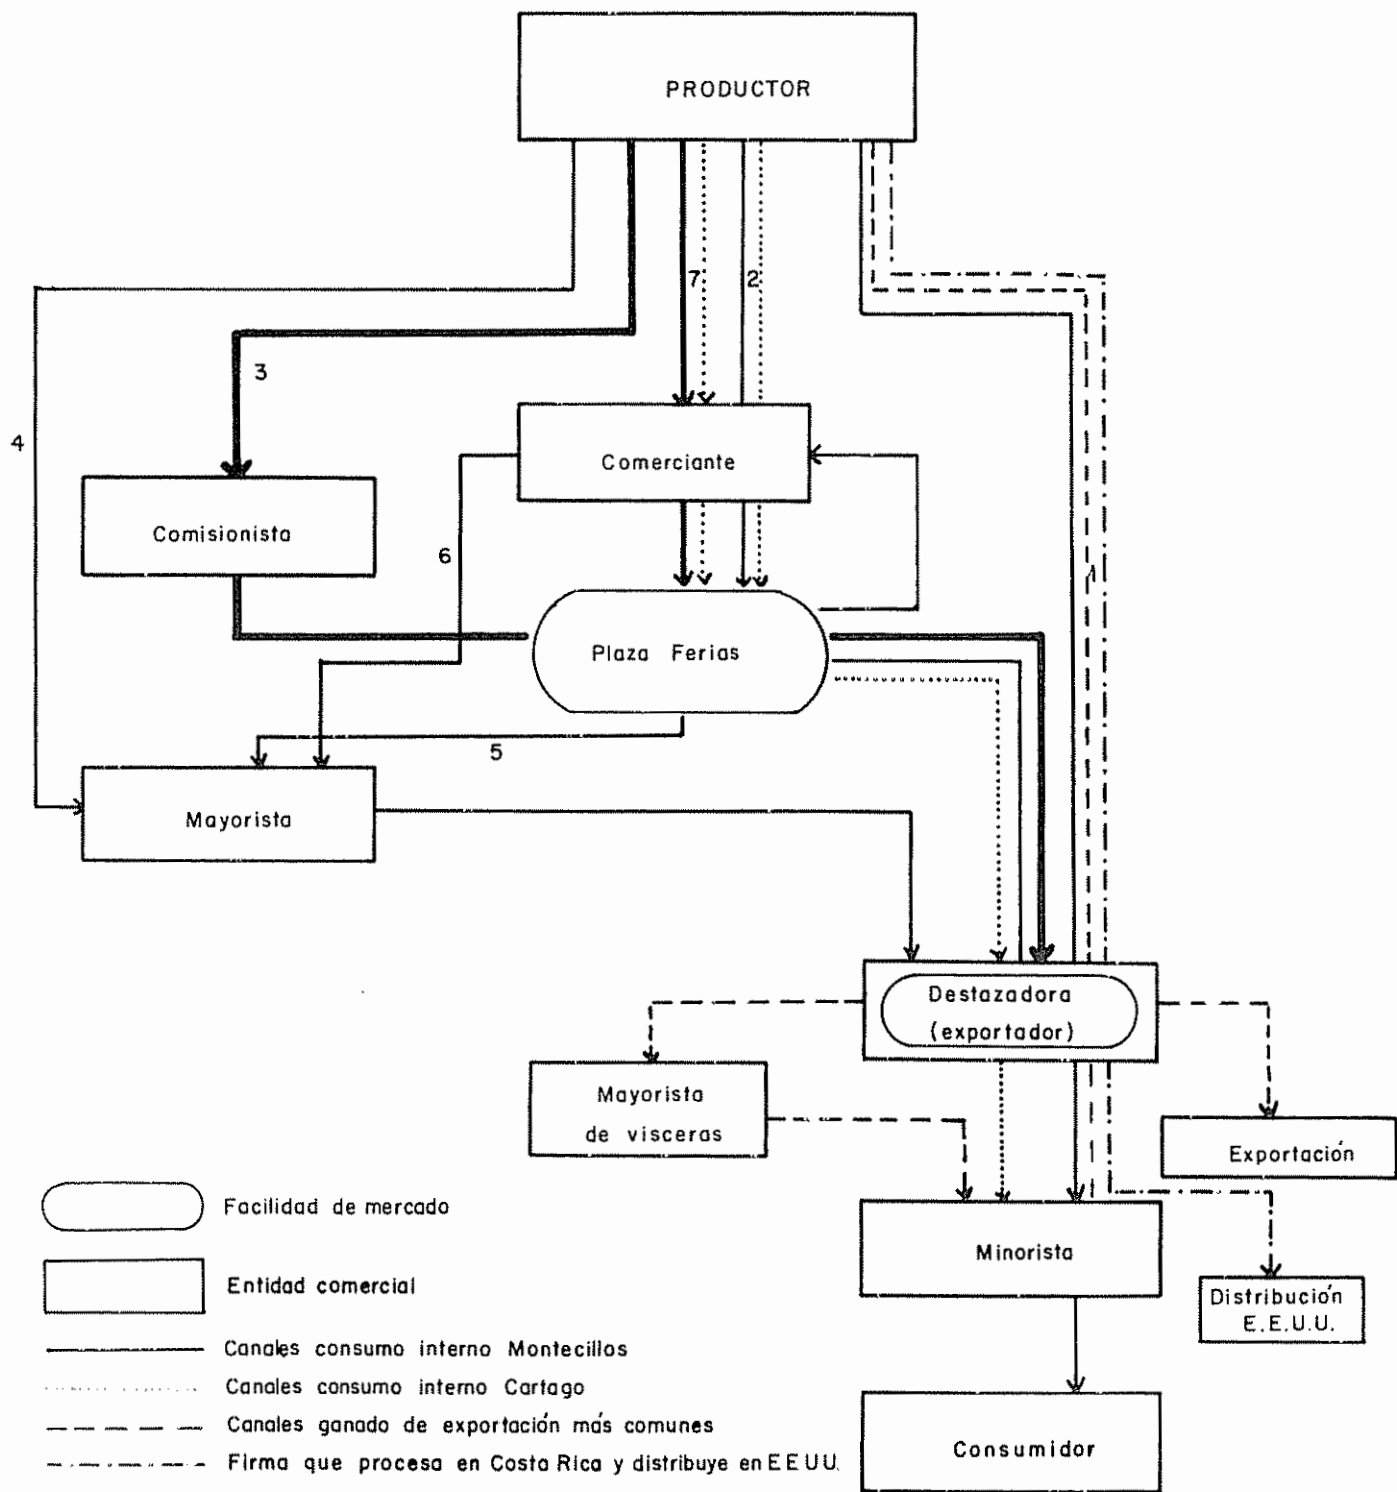 PRODUCTOR
7
2
3
4
Comerciante
Comisionista
6
Plaza Ferias
5
Mayorista
Destazadora
(exportador)
Mayorista
de visceras
Exportación
Facilidad de mercado
Minorista
Entidad comercial
Distribución
E.E.U.U.
Canales consumo interno Montecillos
Canales consumo interno Cartago
Canales ganado de exportación más comunes
Firma que procesa en Costa Rica y distribuye en EEUU.
Consumidor